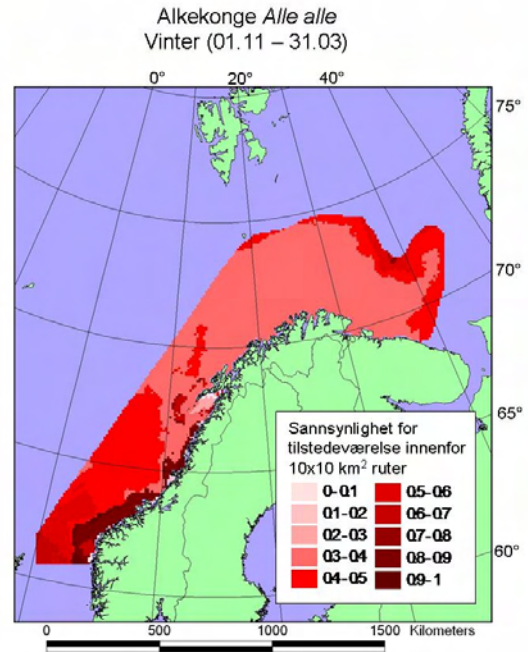 Alkekonge Alle alle
Vinter (01.11 – 31.03)
0° 20° 40°
75°
70°
65°
60°
Sannsynlighet for
tilstedeværelse innenfor
10x10 km² ruter
0-0.1 0.5-0.6
0.1-0.2 0.6-0.7
0.2-0.3 0.7-0.8
0.3-0.4 0.8-0.9
0.4-0.5 0.9-1
0 500 1000 1500 Kilometers